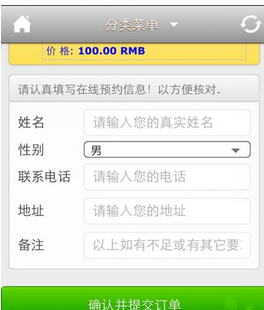 分类菜单
价 格: 100.00 RMB
请认真填写在线预约信息！以方便核对.
姓名 请输入您的真实姓名
性别 男
联系电话 请输入您的电话
地址 请输入您的地址
备注 以上如有不足或有其它要
确认并提交订单